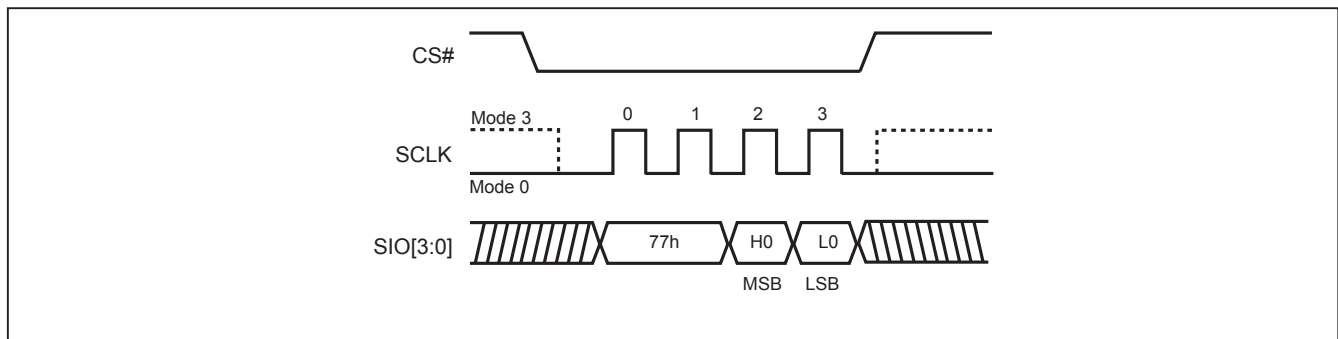 CS#
0 1 2 3
Mode 3
SCLK
Mode 0
SIO[3:0]
77h H0 L0
MSB LSB